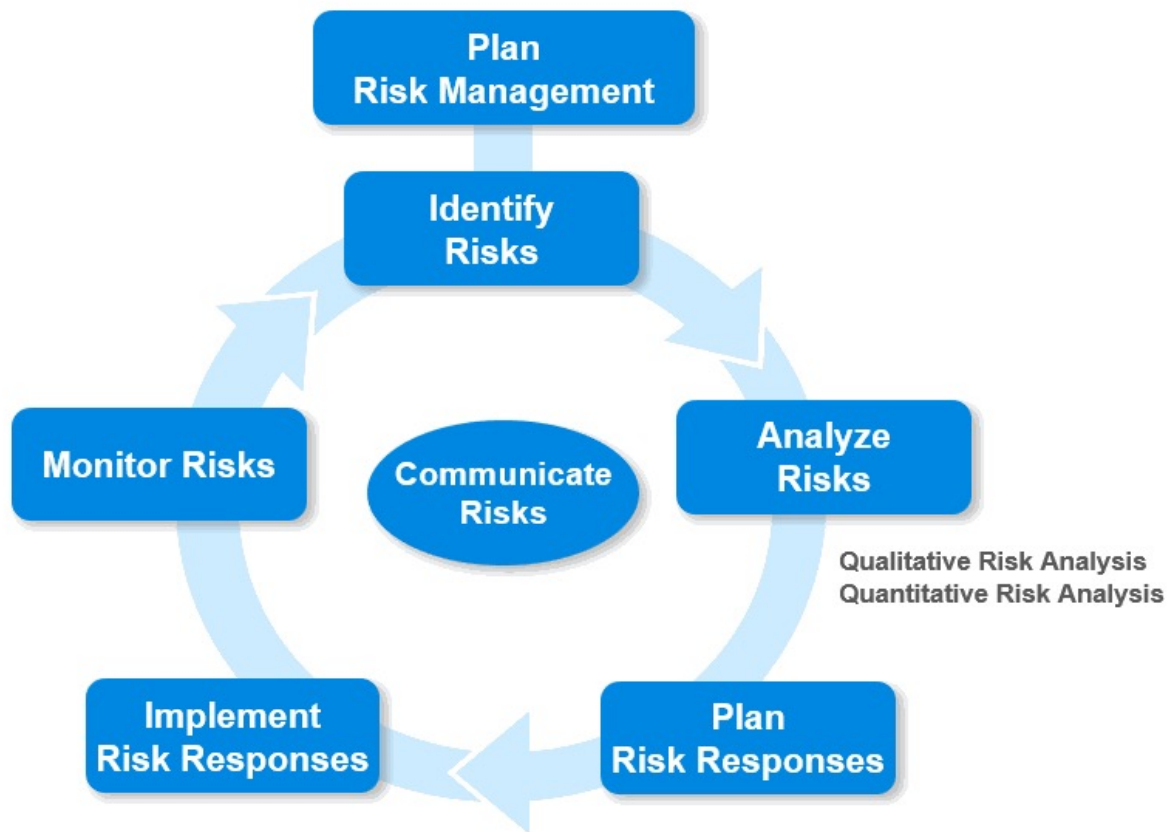 Plan
Risk Management
Identify
Risks
Analyze
Risks
Qualitative Risk Analysis
Quantitative Risk Analysis
Plan
Risk Responses
Implement
Risk Responses
Monitor Risks
Communicate
Risks